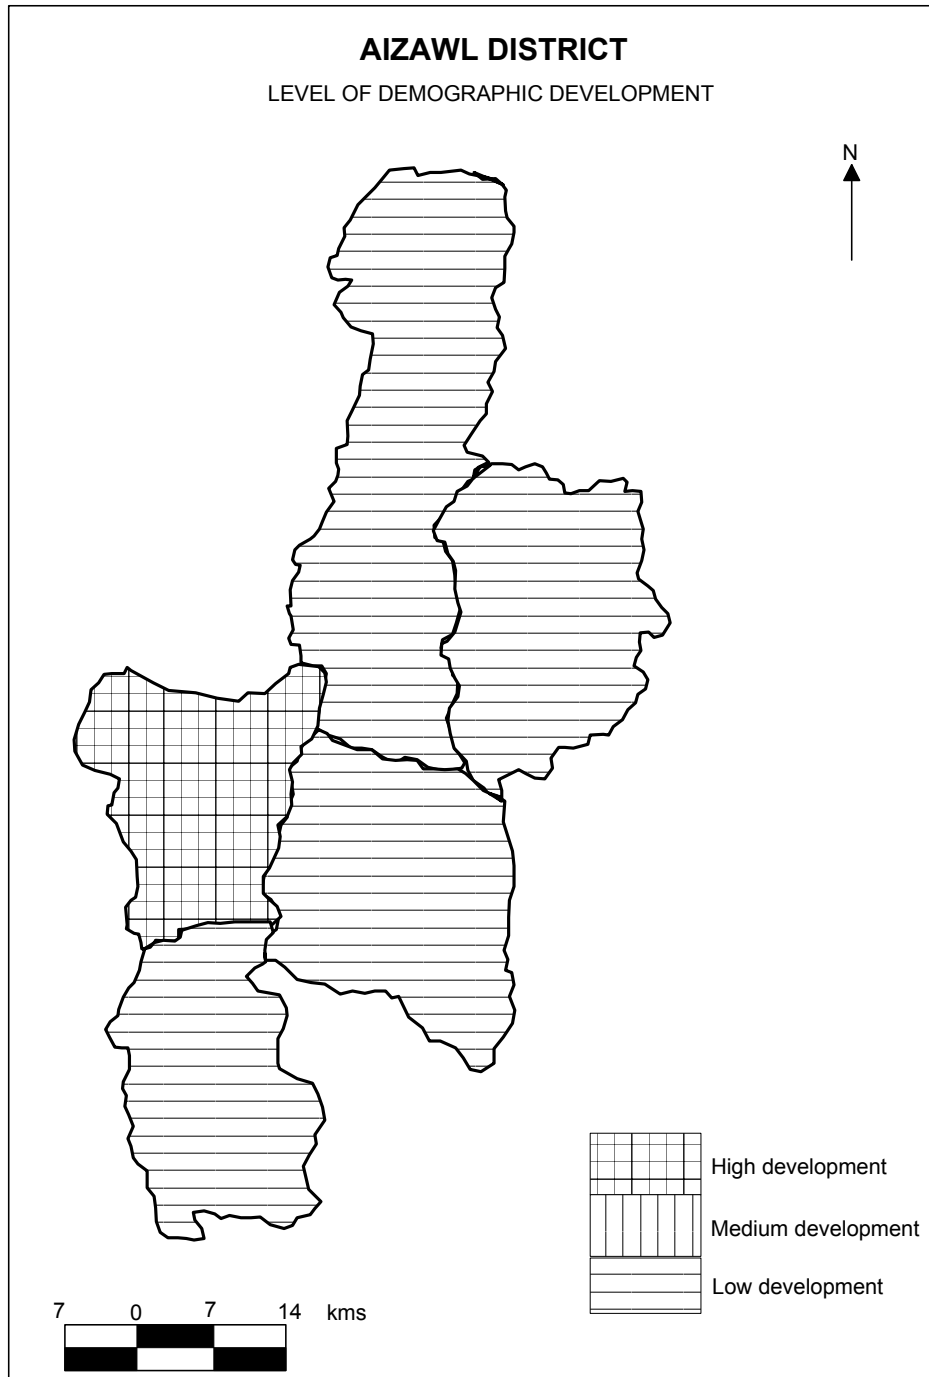 AIZAWL DISTRICT
LEVEL OF DEMOGRAPHIC DEVELOPMENT
N
High development
Medium development
Low development
7 0 7 14 kms